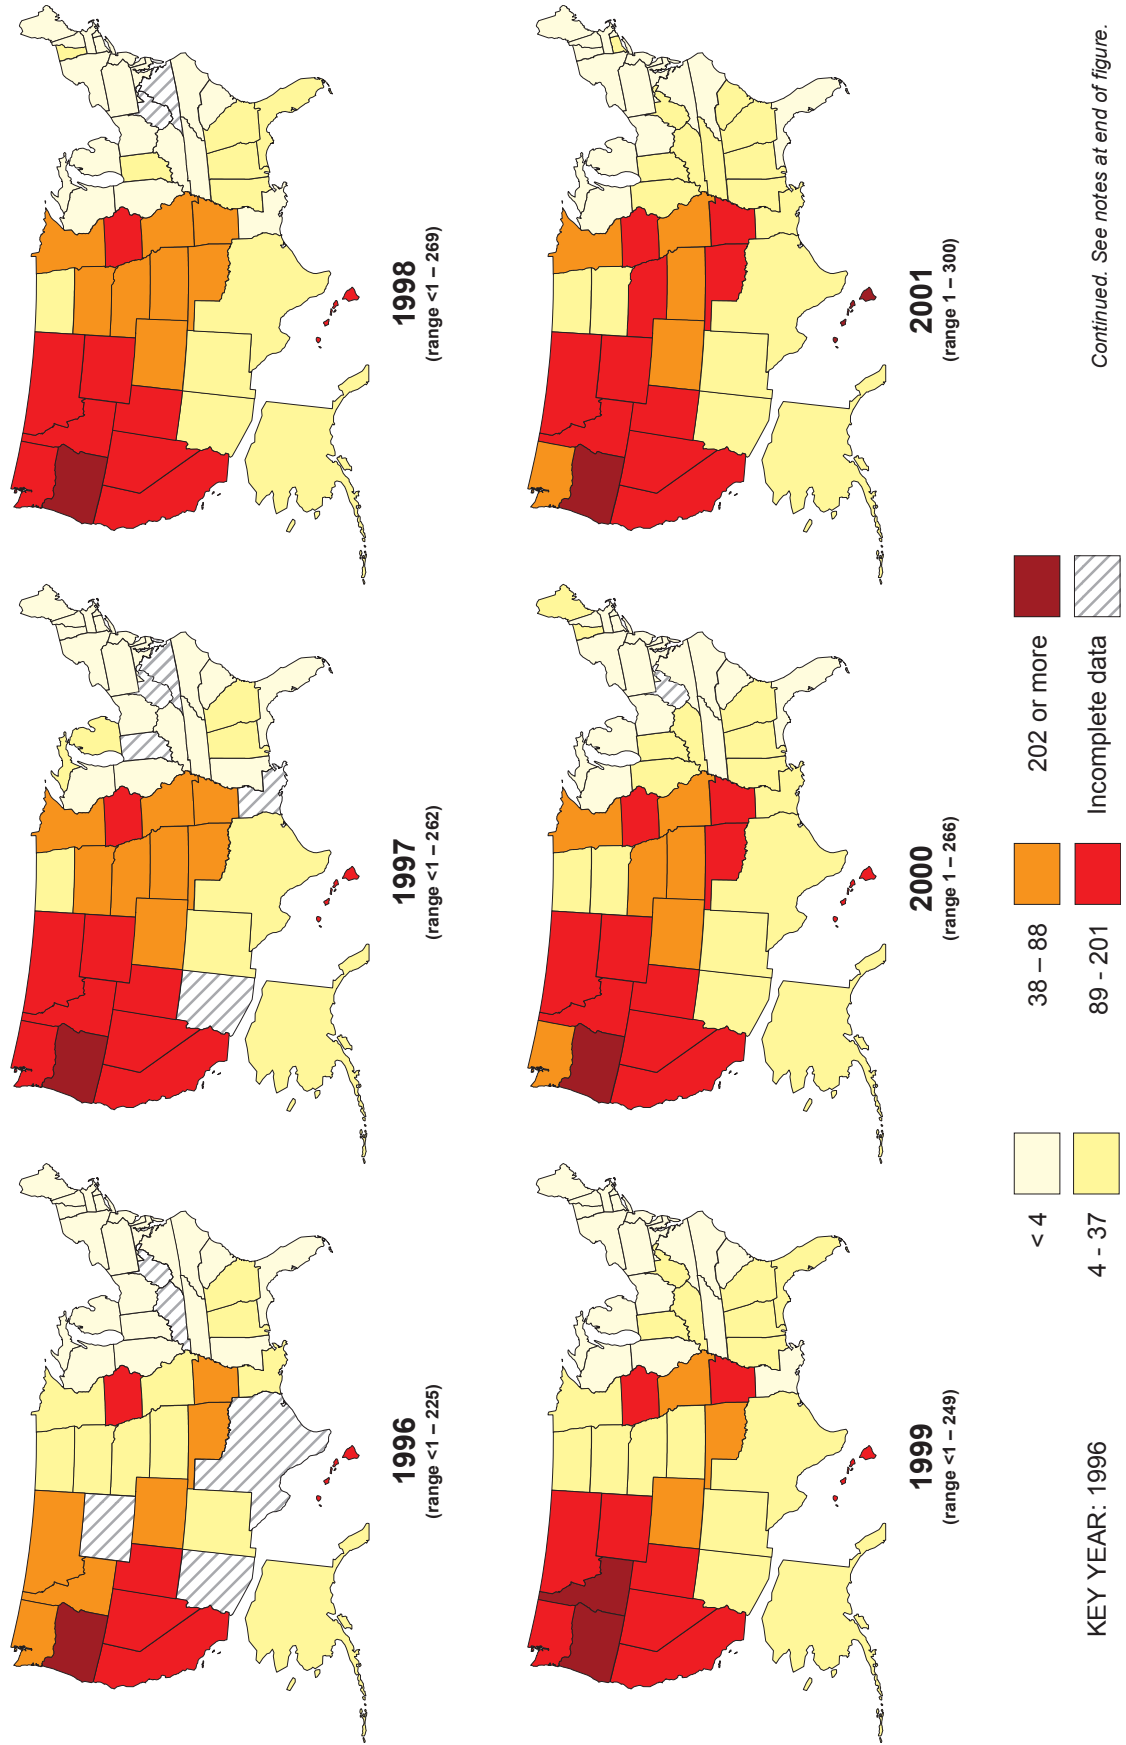 1996
(range <1 – 225)
1997
(range <1 – 262)
1998
(range <1 – 269)
1999
(range <1 – 249)
2000
(range 1 – 266)
2001
(range 1 – 300)
KEY YEAR: 1996
< 4
38 – 88
202 or more
4 - 37
89 - 201
Incomplete data
Continued. See notes at end of figure.